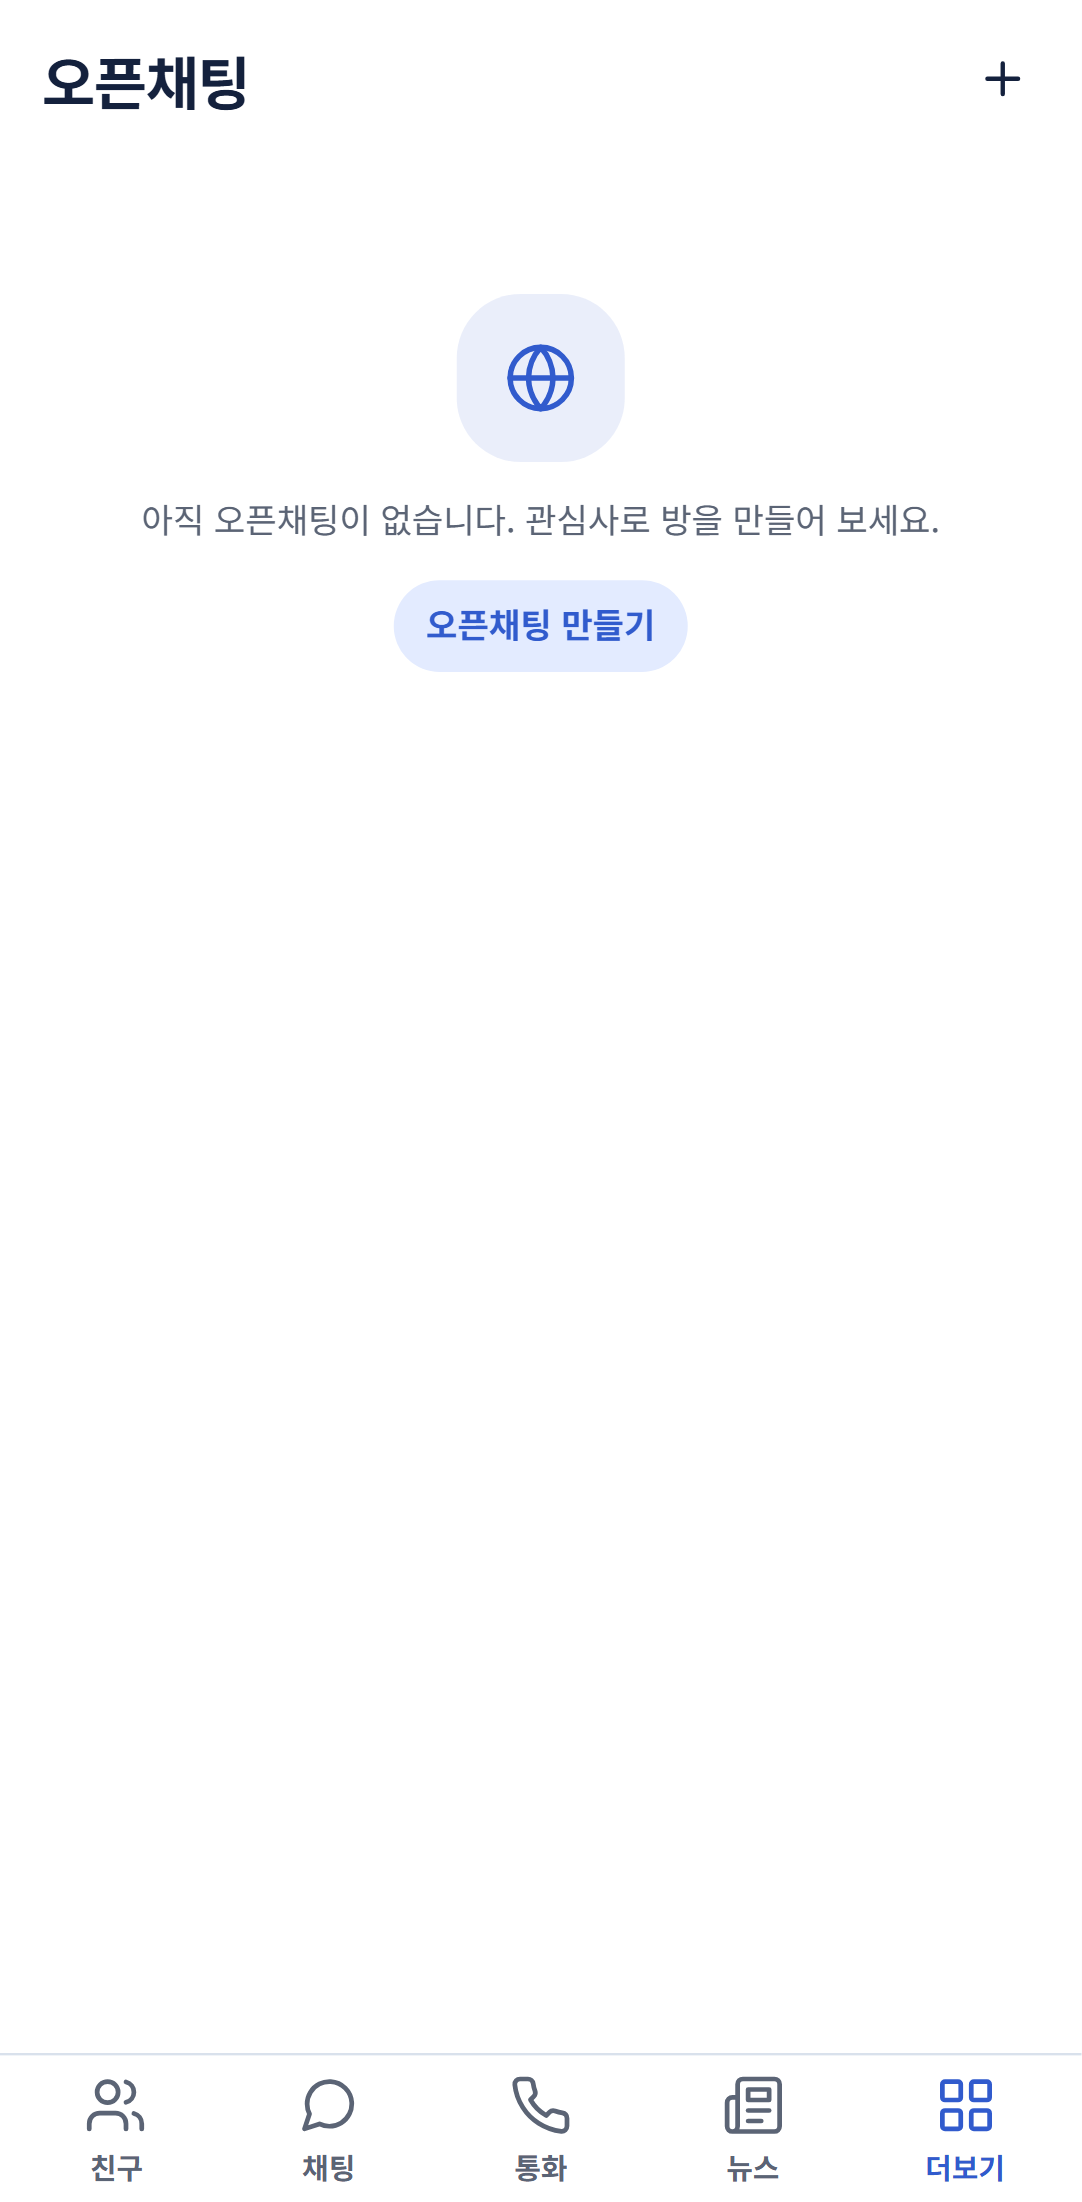 오픈채팅
아직 오픈채팅이 없습니다. 관심사로 방을 만들어 보세요.
오픈채팅 만들기
친구
채팅
통화
뉴스
더보기